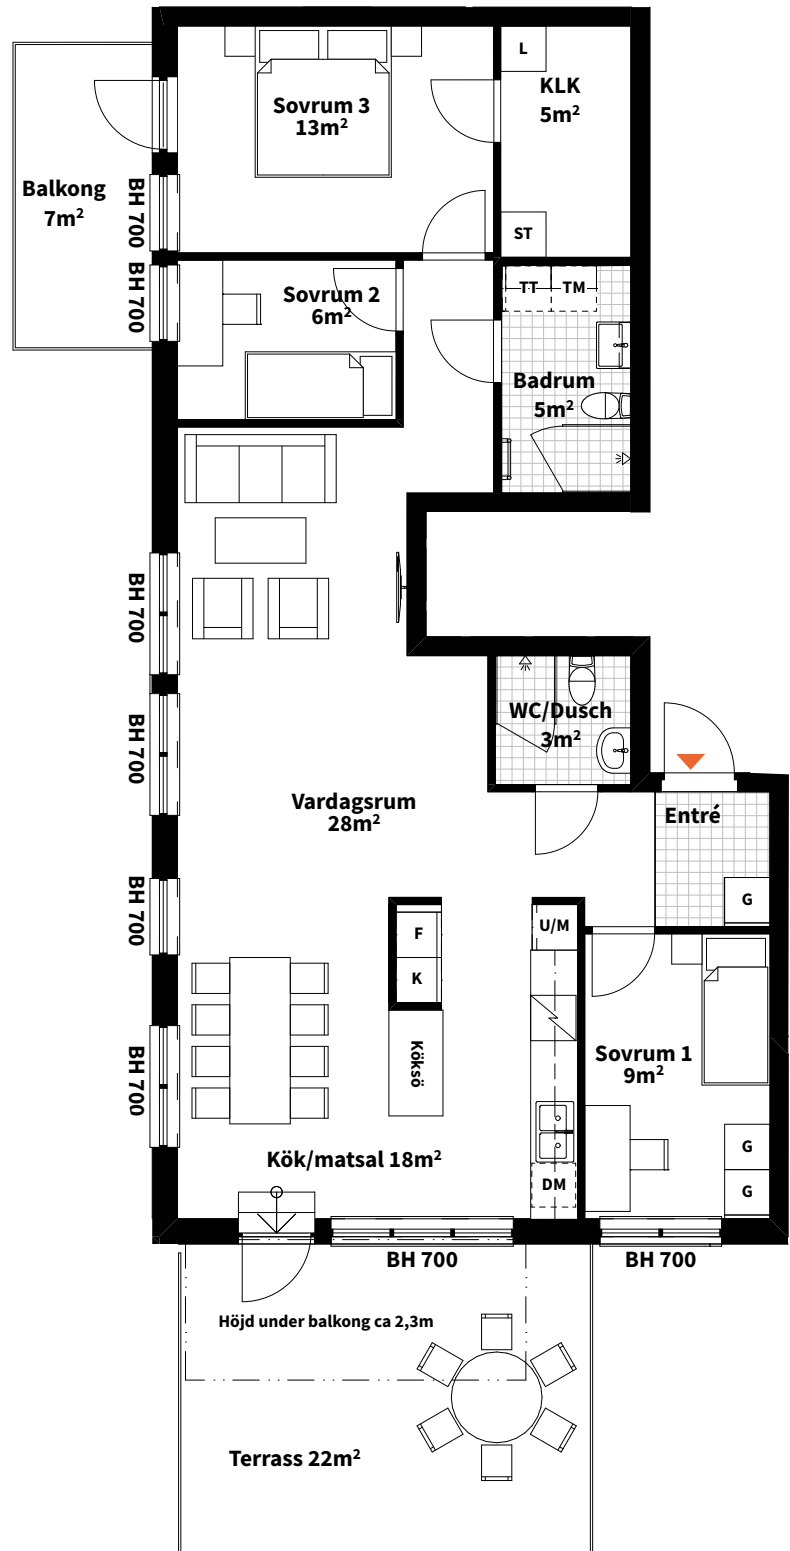 L
KLK
5m²
Sovrum 3
13m²
Balkong
7m²
BH 700
ST
BH 700
TT
TM
Sovrum 2
6m²
Badrum
5m²
BH 700
WC/Dusch
3m²
BH 700
Vardagsrum
28m²
Entré
G
BH 700
F
U/M
K
Köksö
Sovrum 1
9m²
BH 700
G
Kök/matsal 18m²
DM
G
BH 700
BH 700
Höjd under balkong ca 2,3m
Terrass 22m²